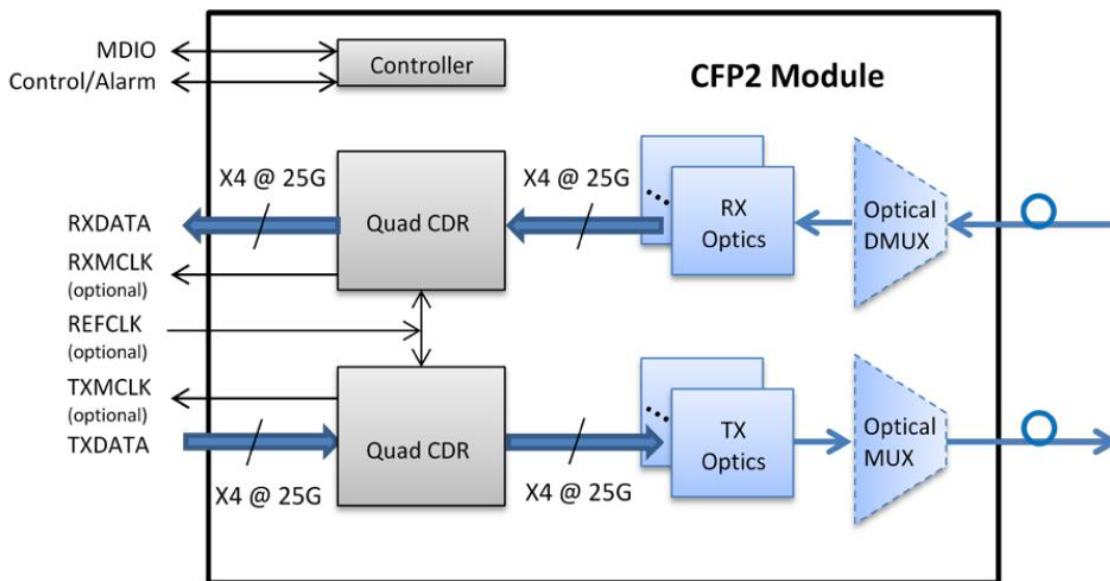 MDIO
Control/Alarm
Controller
CFP2 Module
X4 @ 25G
X4 @ 25G
RXDATA
Quad CDR
RX
Optics
Optical
DMUX
RXMCLK
(optional)
REFCLK
(optional)
TXMCLK
(optional)
TXDATA
Quad CDR
TX
Optics
Optical
MUX
X4 @ 25G
X4 @ 25G